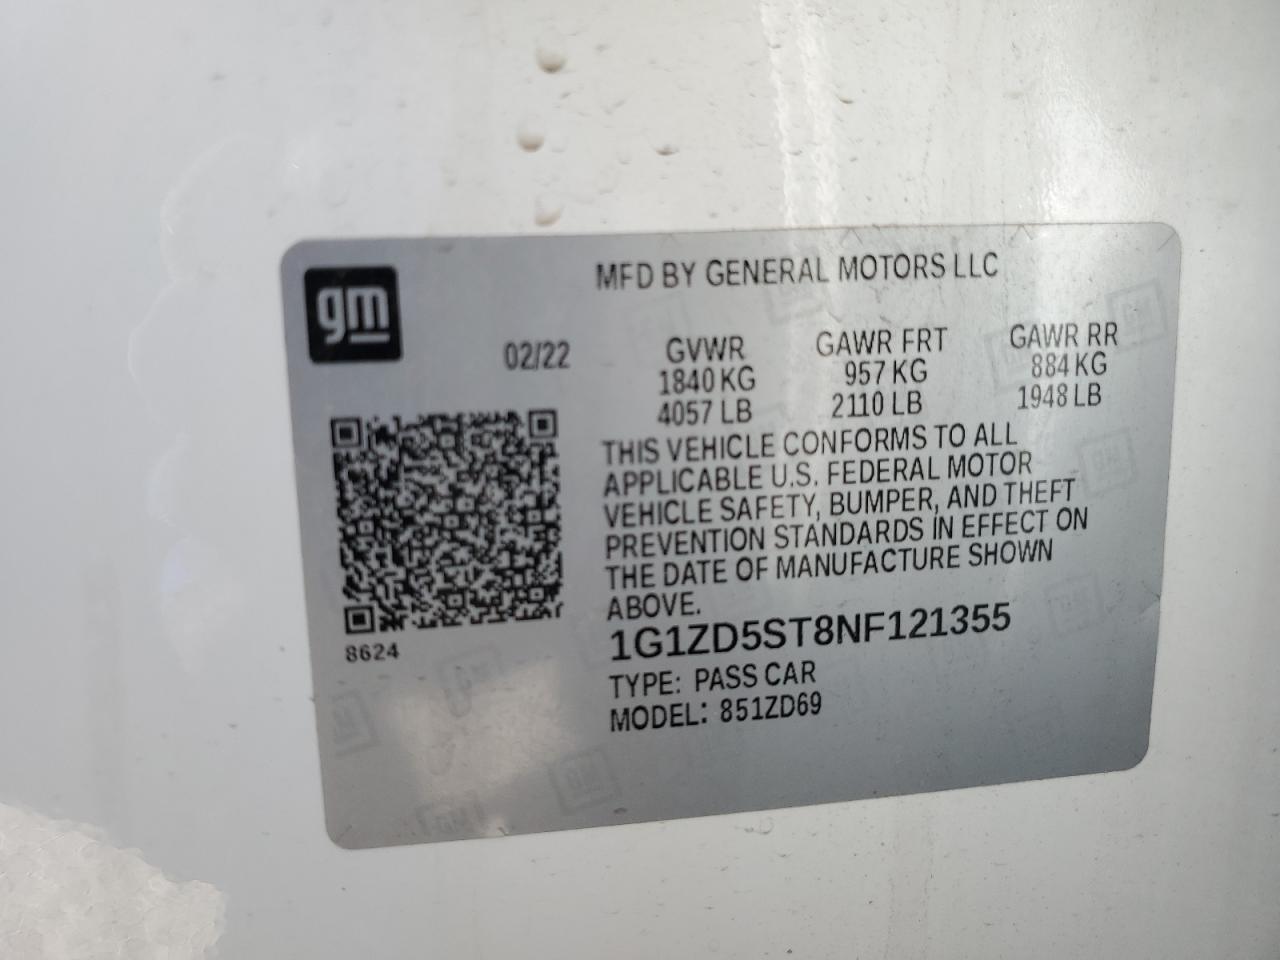 gm
MFD BY GENERAL MOTORS LLC
02/22
GVWR GAWR FRT GAWR RR
1840 KG 957 KG 884 KG
4057 LB 2110 LB 1948 LB
THIS VEHICLE CONFORMS TO ALL
APPLICABLE U.S. FEDERAL MOTOR
VEHICLE SAFETY, BUMPER, AND THEFT
PREVENTION STANDARDS IN EFFECT ON
THE DATE OF MANUFACTURE SHOWN
ABOVE.
8624
1G1ZD5ST8NF121355
TYPE: PASS CAR
MODEL: 851ZD69